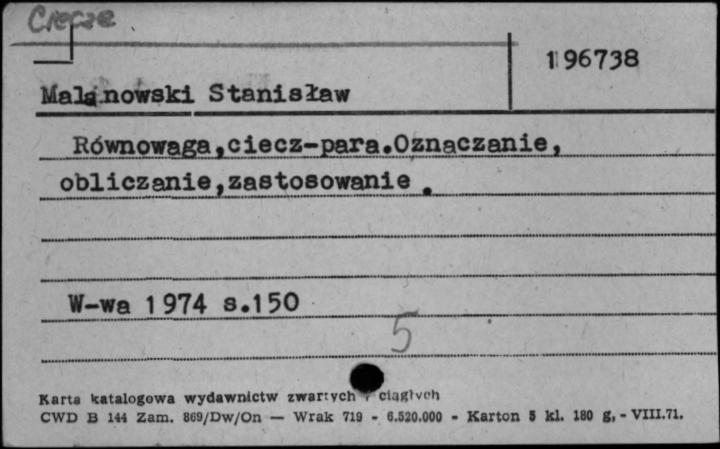 Ciecze
196738
Malanowski Stanisław
Równowaga,ciecz-para.Oznaczanie,
obliczanie,zastosowanie.
W-wa 1974 s.150
5
Karta katalogowa wydawnictw zwartych i ciągłych
CWD B 144 Zam. 869/Dw/On — Wrak 719 - 6.520.000 - Karton 5 kl. 180 g, - VIII.71.